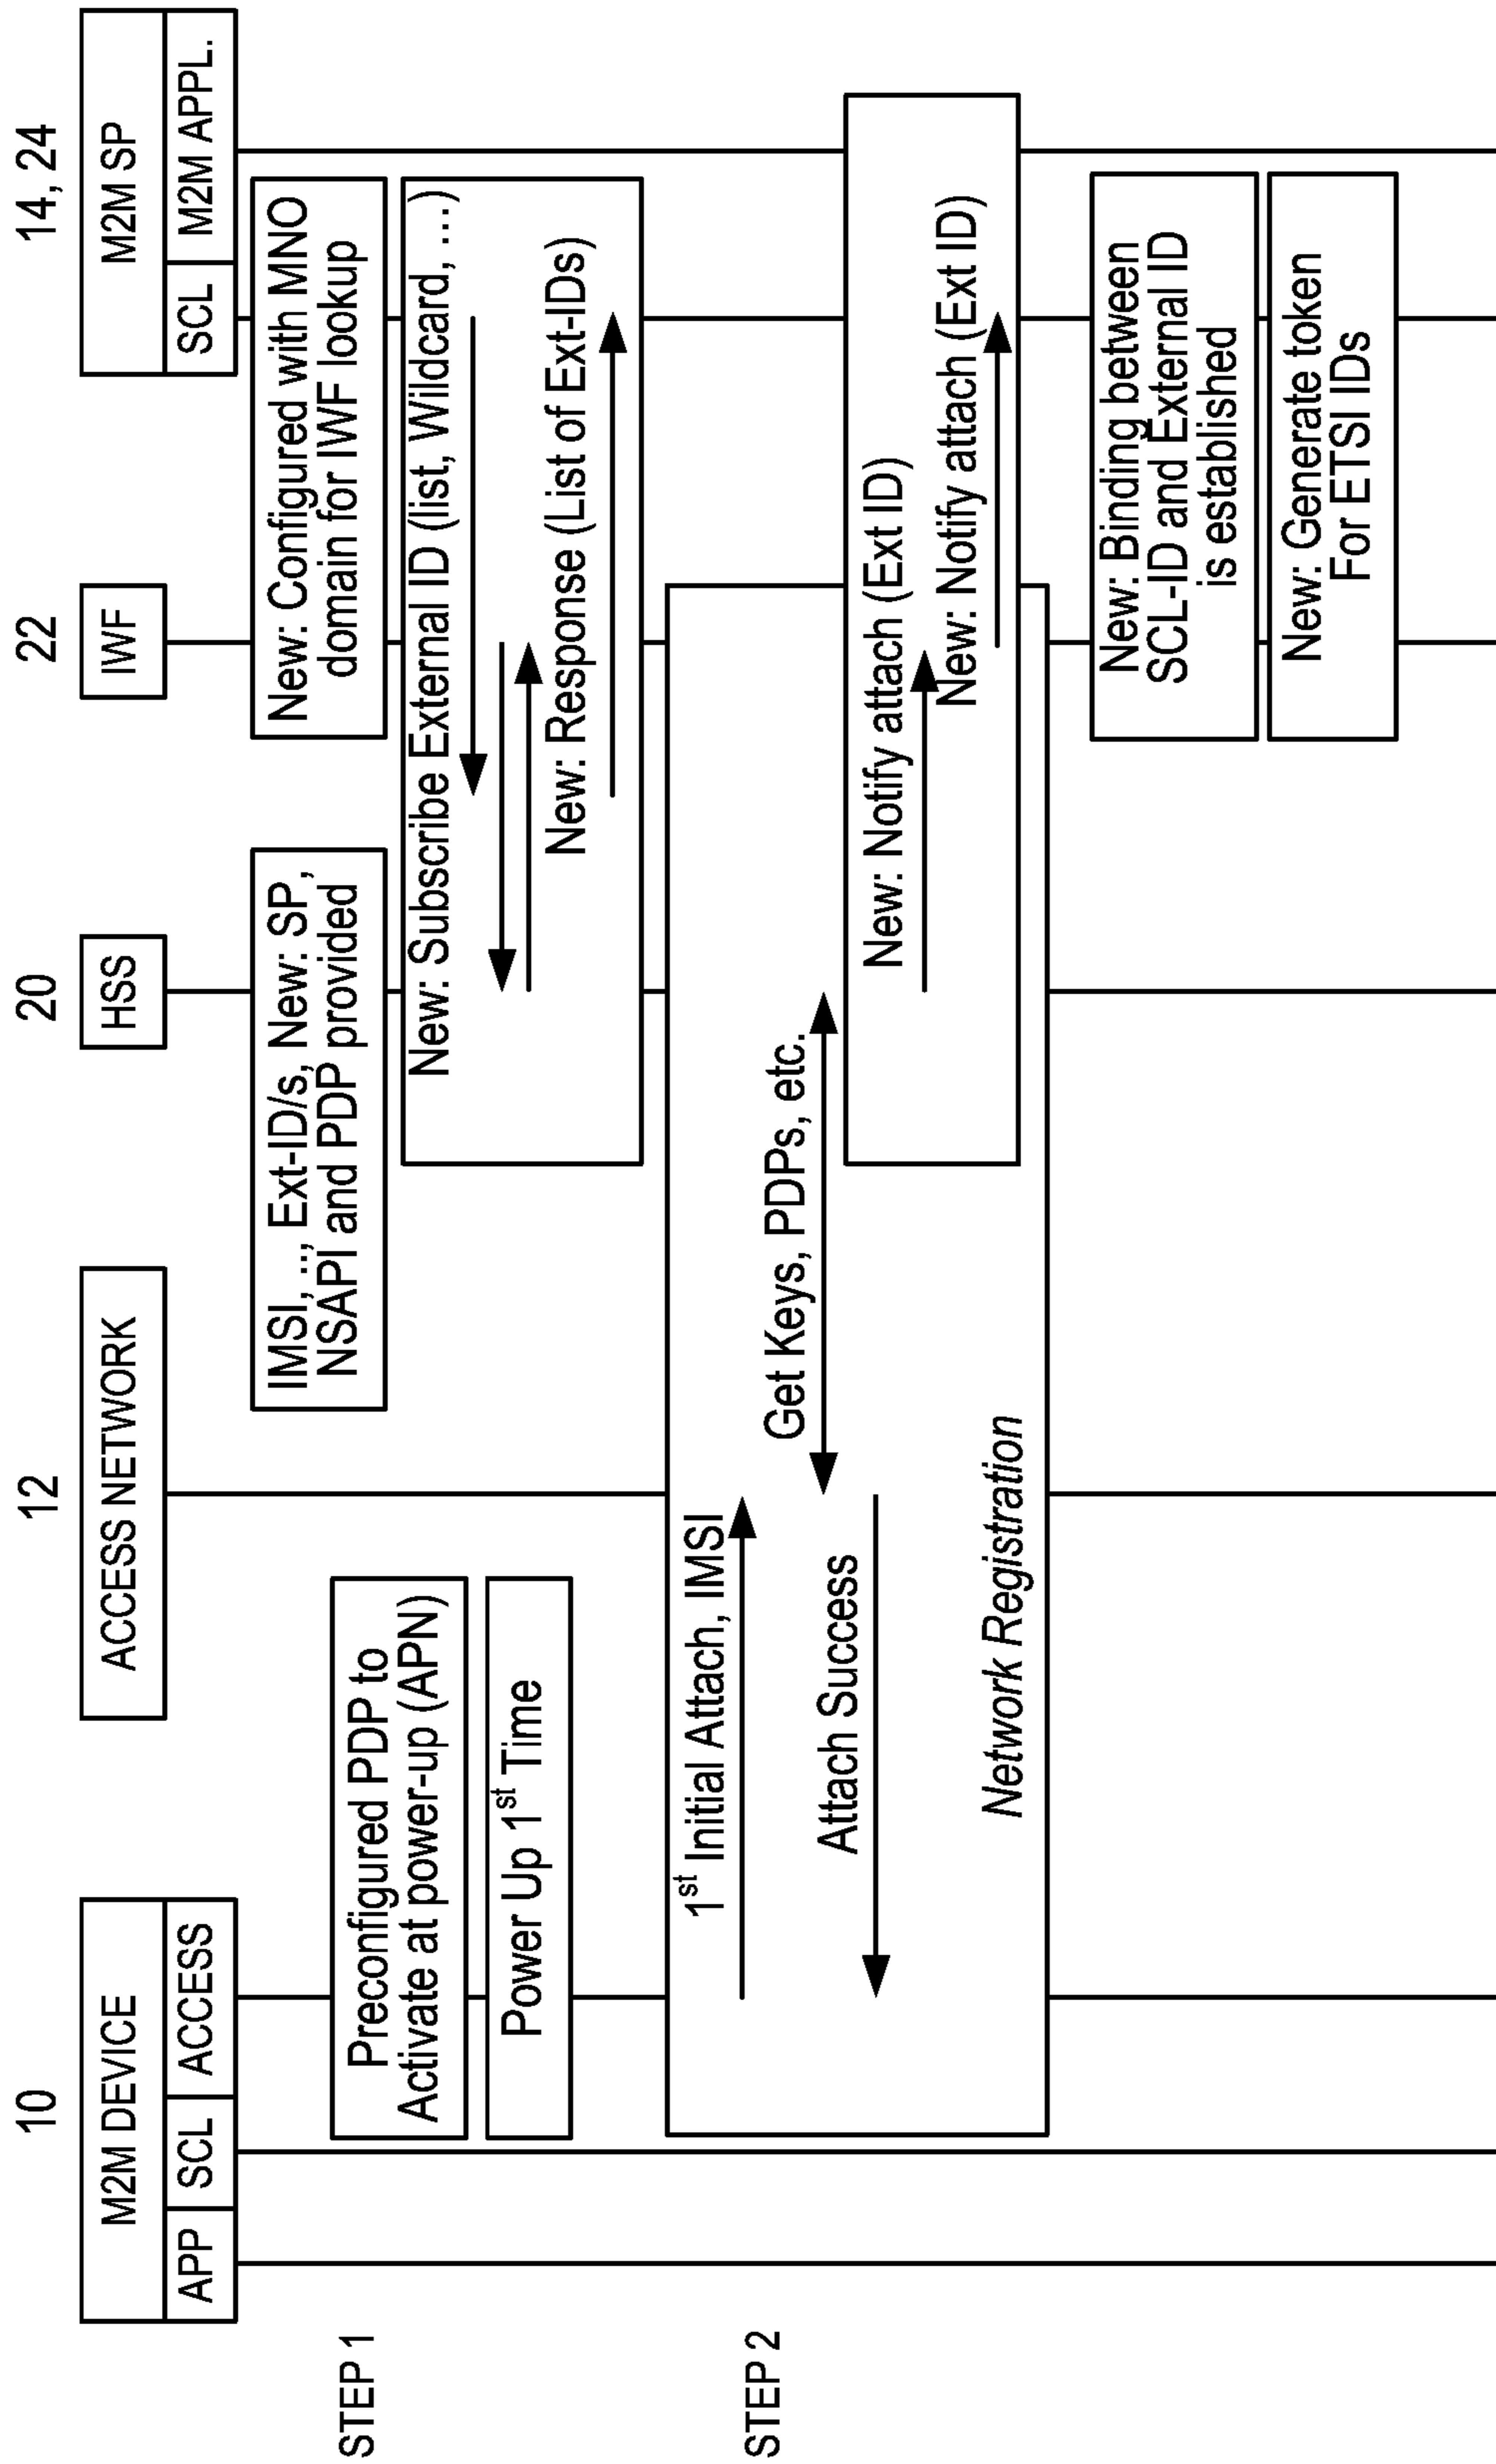 10
12
20
22
14, 24
M2M DEVICE
ACCESS NETWORK
HSS
IWF
M2M SP
APP
SCL
ACCESS
SCL
M2M APPL.
STEP 1
Preconfigured PDP to
Activate at power-up (APN)
Power Up 1st Time
IMSI, ..., Ext-ID/s, New: SP,
NSAPI and PDP provided
New: Configured with MNO
domain for IWF lookup
New: Subscribe External ID (list, Wildcard, ...)
New: Response (List of Ext-IDs)
STEP 2
1st Initial Attach, IMSI
Get Keys, PDPs, etc.
Attach Success
New: Notify attach (Ext ID)
New: Notify attach (Ext ID)
Network Registration
New: Binding between
SCL-ID and External ID
is established
New: Generate token
For ETSI IDs